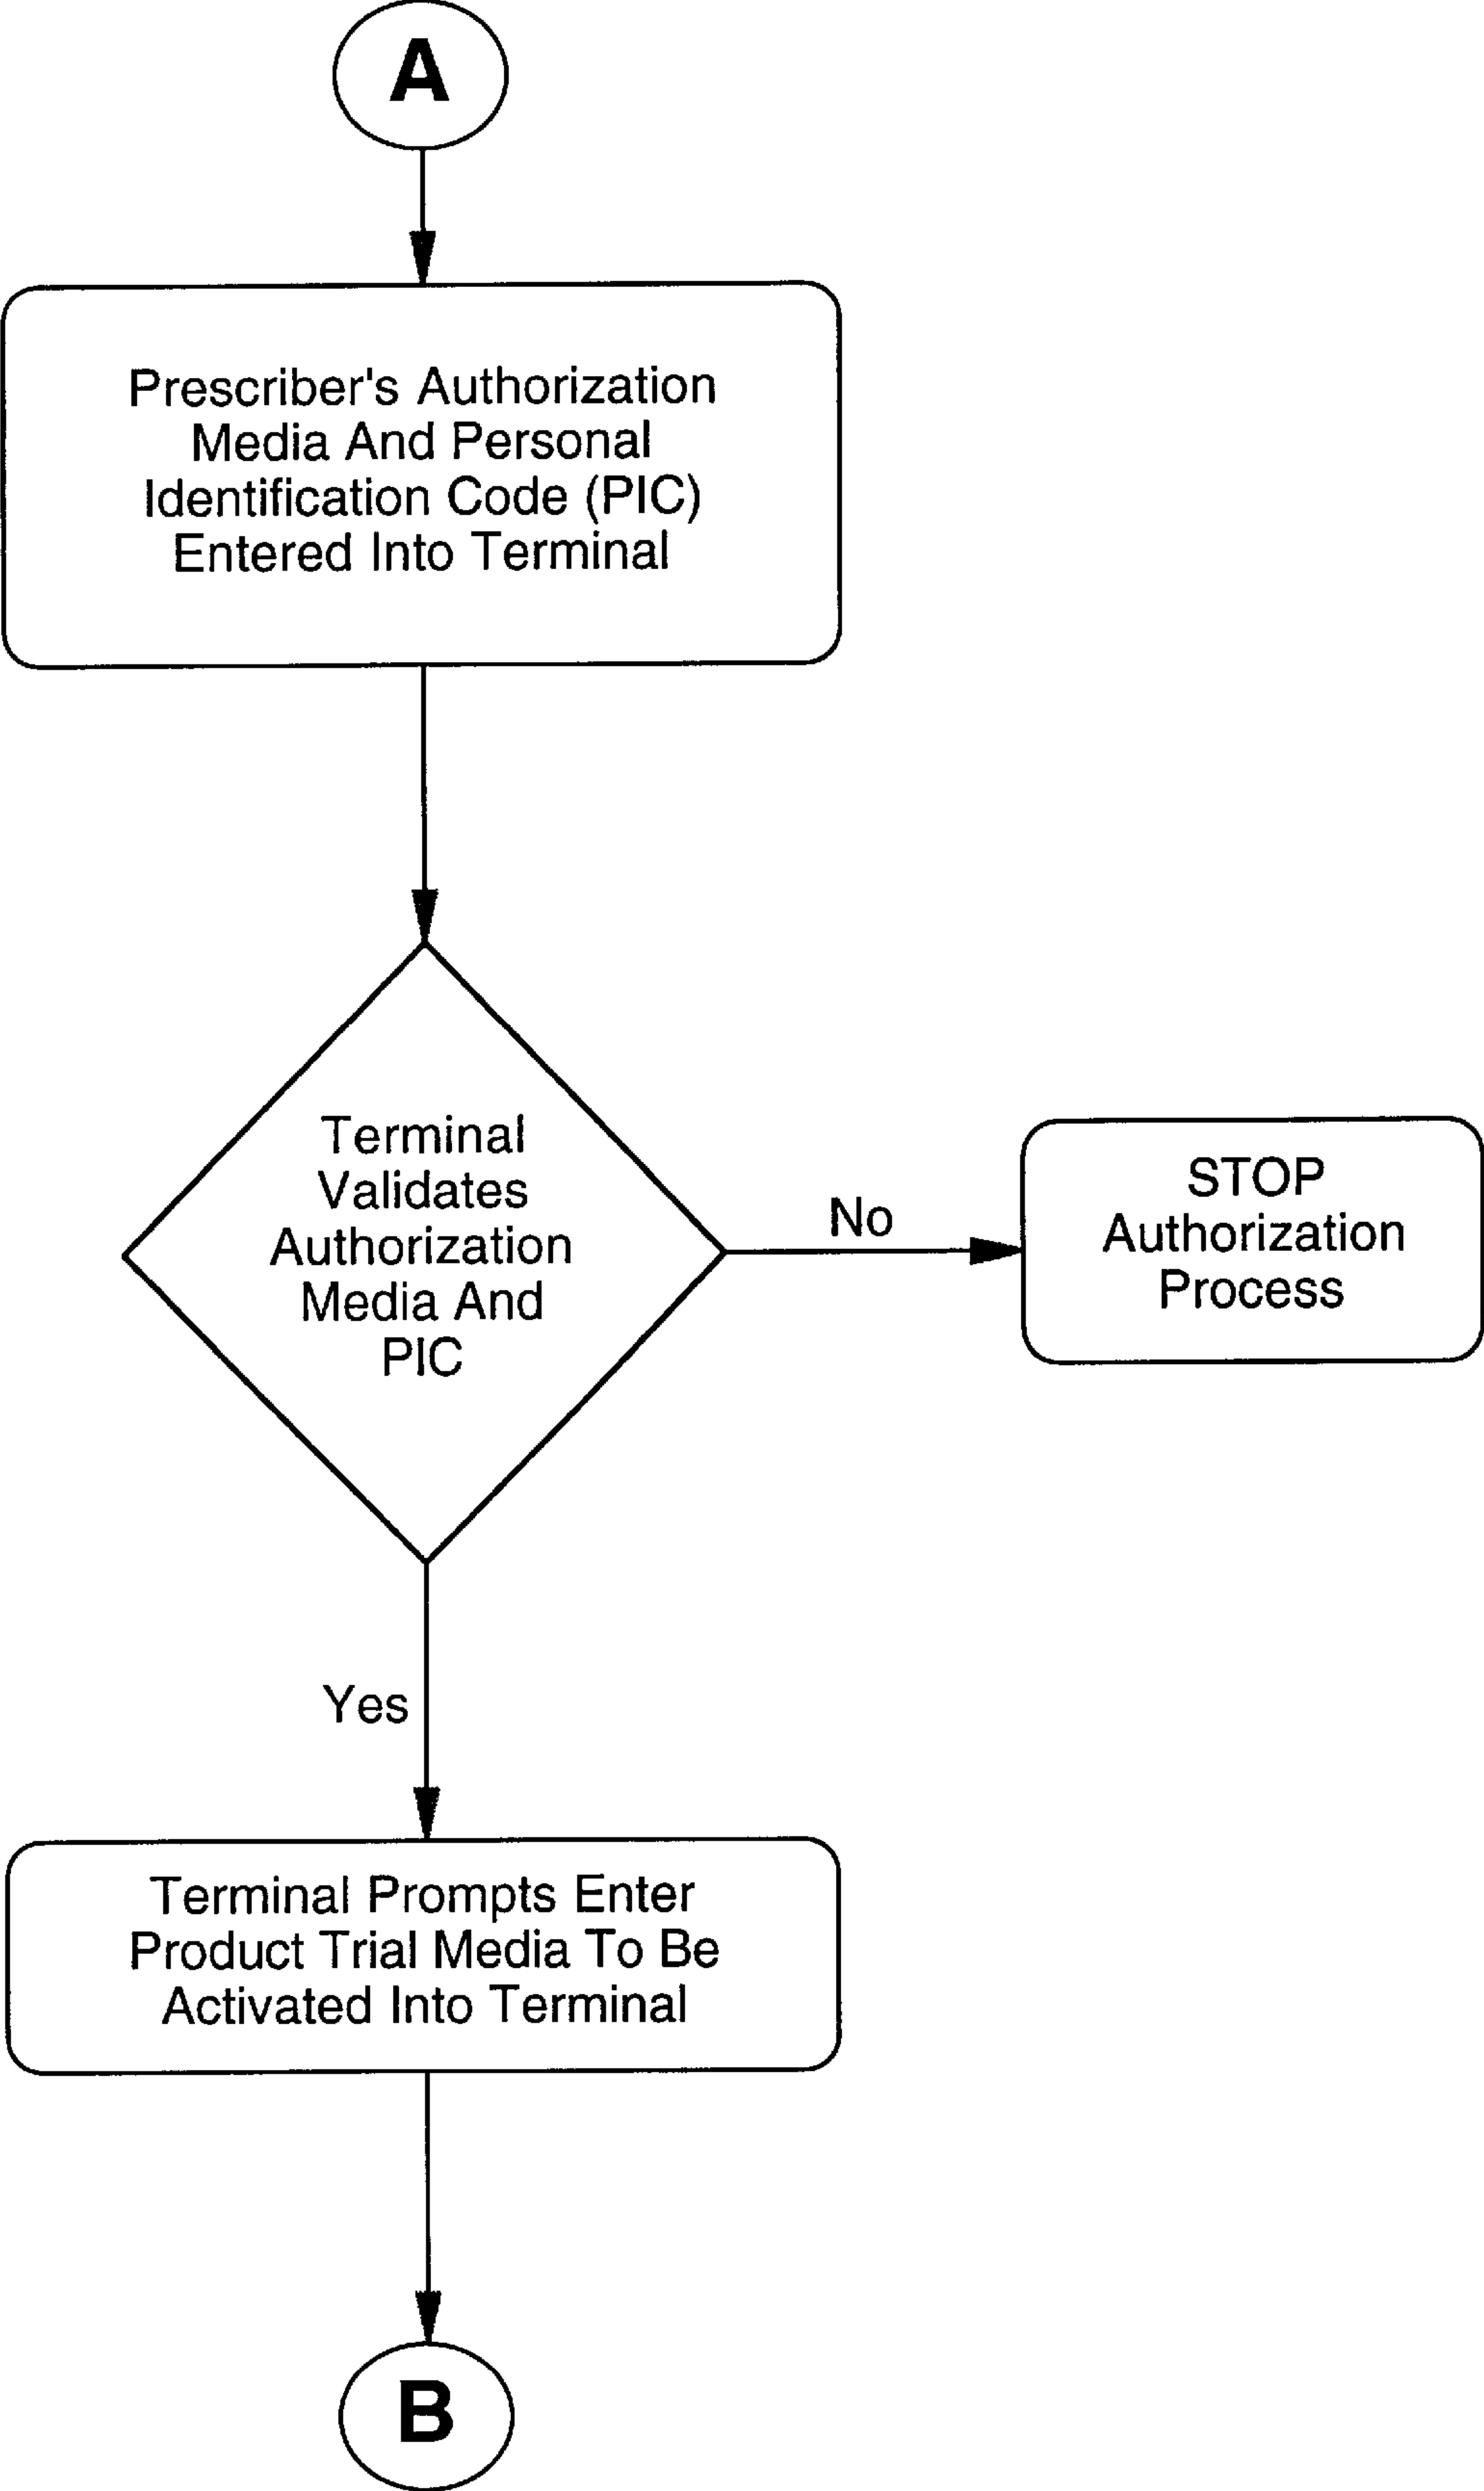 A
Prescriber's Authorization
Media And Personal
Identification Code (PIC)
Entered Into Terminal
Terminal
Validates
Authorization
Media And
PIC
No
STOP
Authorization
Process
Yes
Terminal Prompts Enter
Product Trial Media To Be
Activated Into Terminal
B